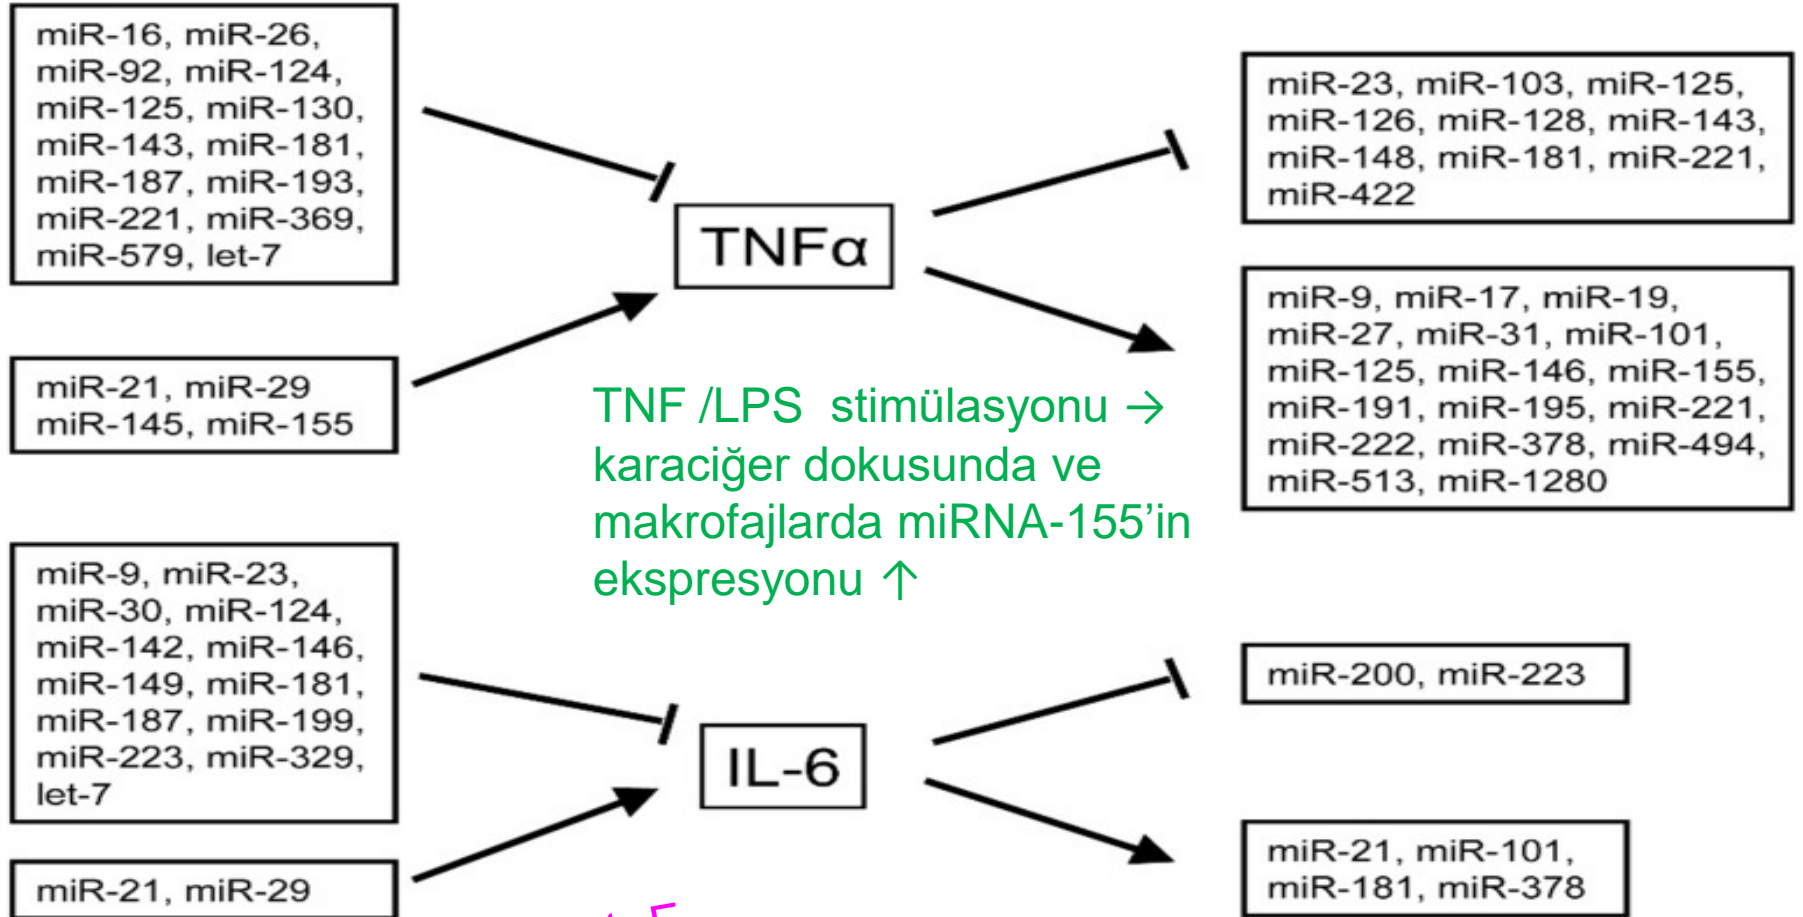 miR-16, miR-26,
miR-92, miR-124,
miR-125, miR-130,
miR-143, miR-181,
miR-187, miR-193,
miR-221, miR-369,
miR-579, let-7
miR-21, miR-29
miR-145, miR-155
TNFα
miR-23, miR-103, miR-125,
miR-126, miR-128, miR-143,
miR-148, miR-181, miR-221,
miR-422
miR-9, miR-17, miR-19,
miR-27, miR-31, miR-101,
miR-125, miR-146, miR-155,
miR-191, miR-195, miR-221,
miR-222, miR-378, miR-494,
miR-513, miR-1280
TNF /LPS stimülasyonu →
karaciğer dokusunda ve
makrofajlarda miRNA-155’in
ekspresyonu ↑
miR-9, miR-23,
miR-30, miR-124,
miR-142, miR-146,
miR-149, miR-181,
miR-187, miR-199,
miR-223, miR-329,
let-7
miR-21, miR-29
IL-6
miR-200, miR-223
miR-21, miR-101,
miR-181, miR-378